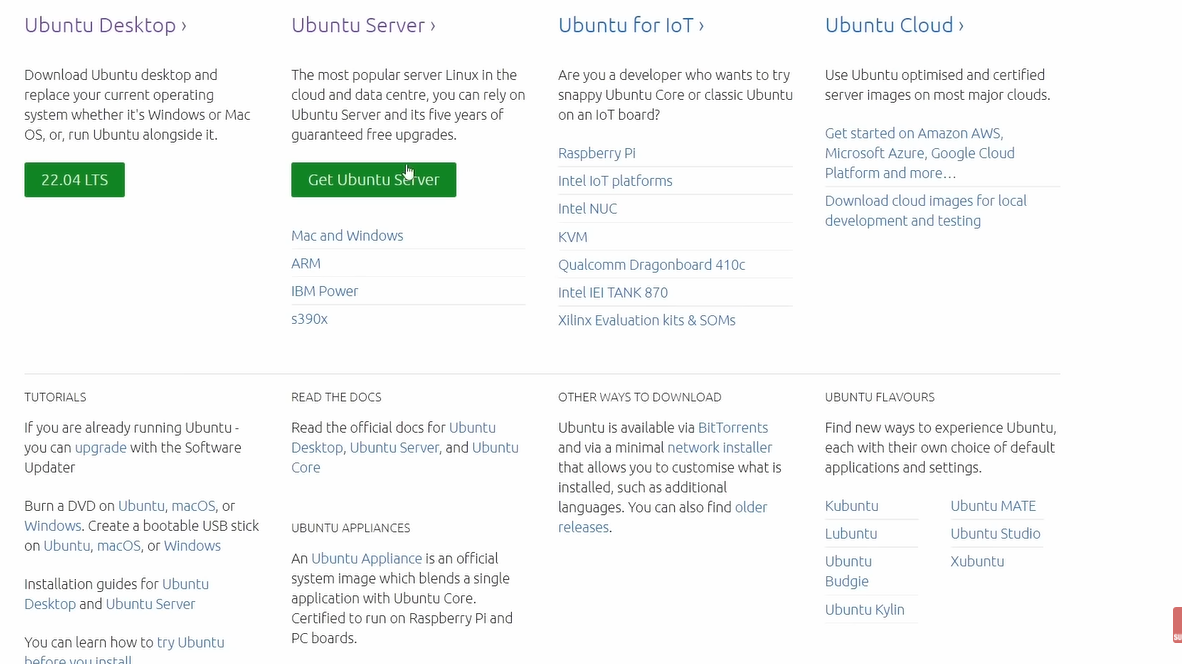 Ubuntu Desktop ›
Download Ubuntu desktop and
replace your current operating
system whether it's Windows or Mac
OS, or, run Ubuntu alongside it.
22.04 LTS
Ubuntu Server ›
The most popular server Linux in the
cloud and data centre, you can rely on
Ubuntu Server and its five years of
guaranteed free upgrades.
Get Ubuntu Server
Mac and Windows
ARM
IBM Power
s390x
Ubuntu for IoT ›
Are you a developer who wants to try
snappy Ubuntu Core or classic Ubuntu
on an IoT board?
Raspberry Pi
Intel IoT platforms
Intel NUC
KVM
Qualcomm Dragonboard 410c
Intel IEI TANK 870
Xilinx Evaluation kits & SOMs
Ubuntu Cloud ›
Use Ubuntu optimised and certified
server images on most major clouds.
Get started on Amazon AWS,
Microsoft Azure, Google Cloud
Platform and more…
Download cloud images for local
development and testing
TUTORIALS
If you are already running Ubuntu -
you can upgrade with the Software
Updater
Burn a DVD on Ubuntu, macOS, or
Windows. Create a bootable USB stick
on Ubuntu, macOS, or Windows
Installation guides for Ubuntu
Desktop and Ubuntu Server
You can learn how to try Ubuntu
before you install
READ THE DOCS
Read the official docs for Ubuntu
Desktop, Ubuntu Server, and Ubuntu
Core
UBUNTU APPLIANCES
An Ubuntu Appliance is an official
system image which blends a single
application with Ubuntu Core.
Certified to run on Raspberry Pi and
PC boards.
OTHER WAYS TO DOWNLOAD
Ubuntu is available via BitTorrents
and via a minimal network installer
that allows you to customise what is
installed, such as additional
languages. You can also find older
releases.
UBUNTU FLAVOURS
Find new ways to experience Ubuntu,
each with their own choice of default
applications and settings.
Kubuntu
Lubuntu
Ubuntu
Budgie
Ubuntu Kylin
Ubuntu MATE
Ubuntu Studio
Xubuntu